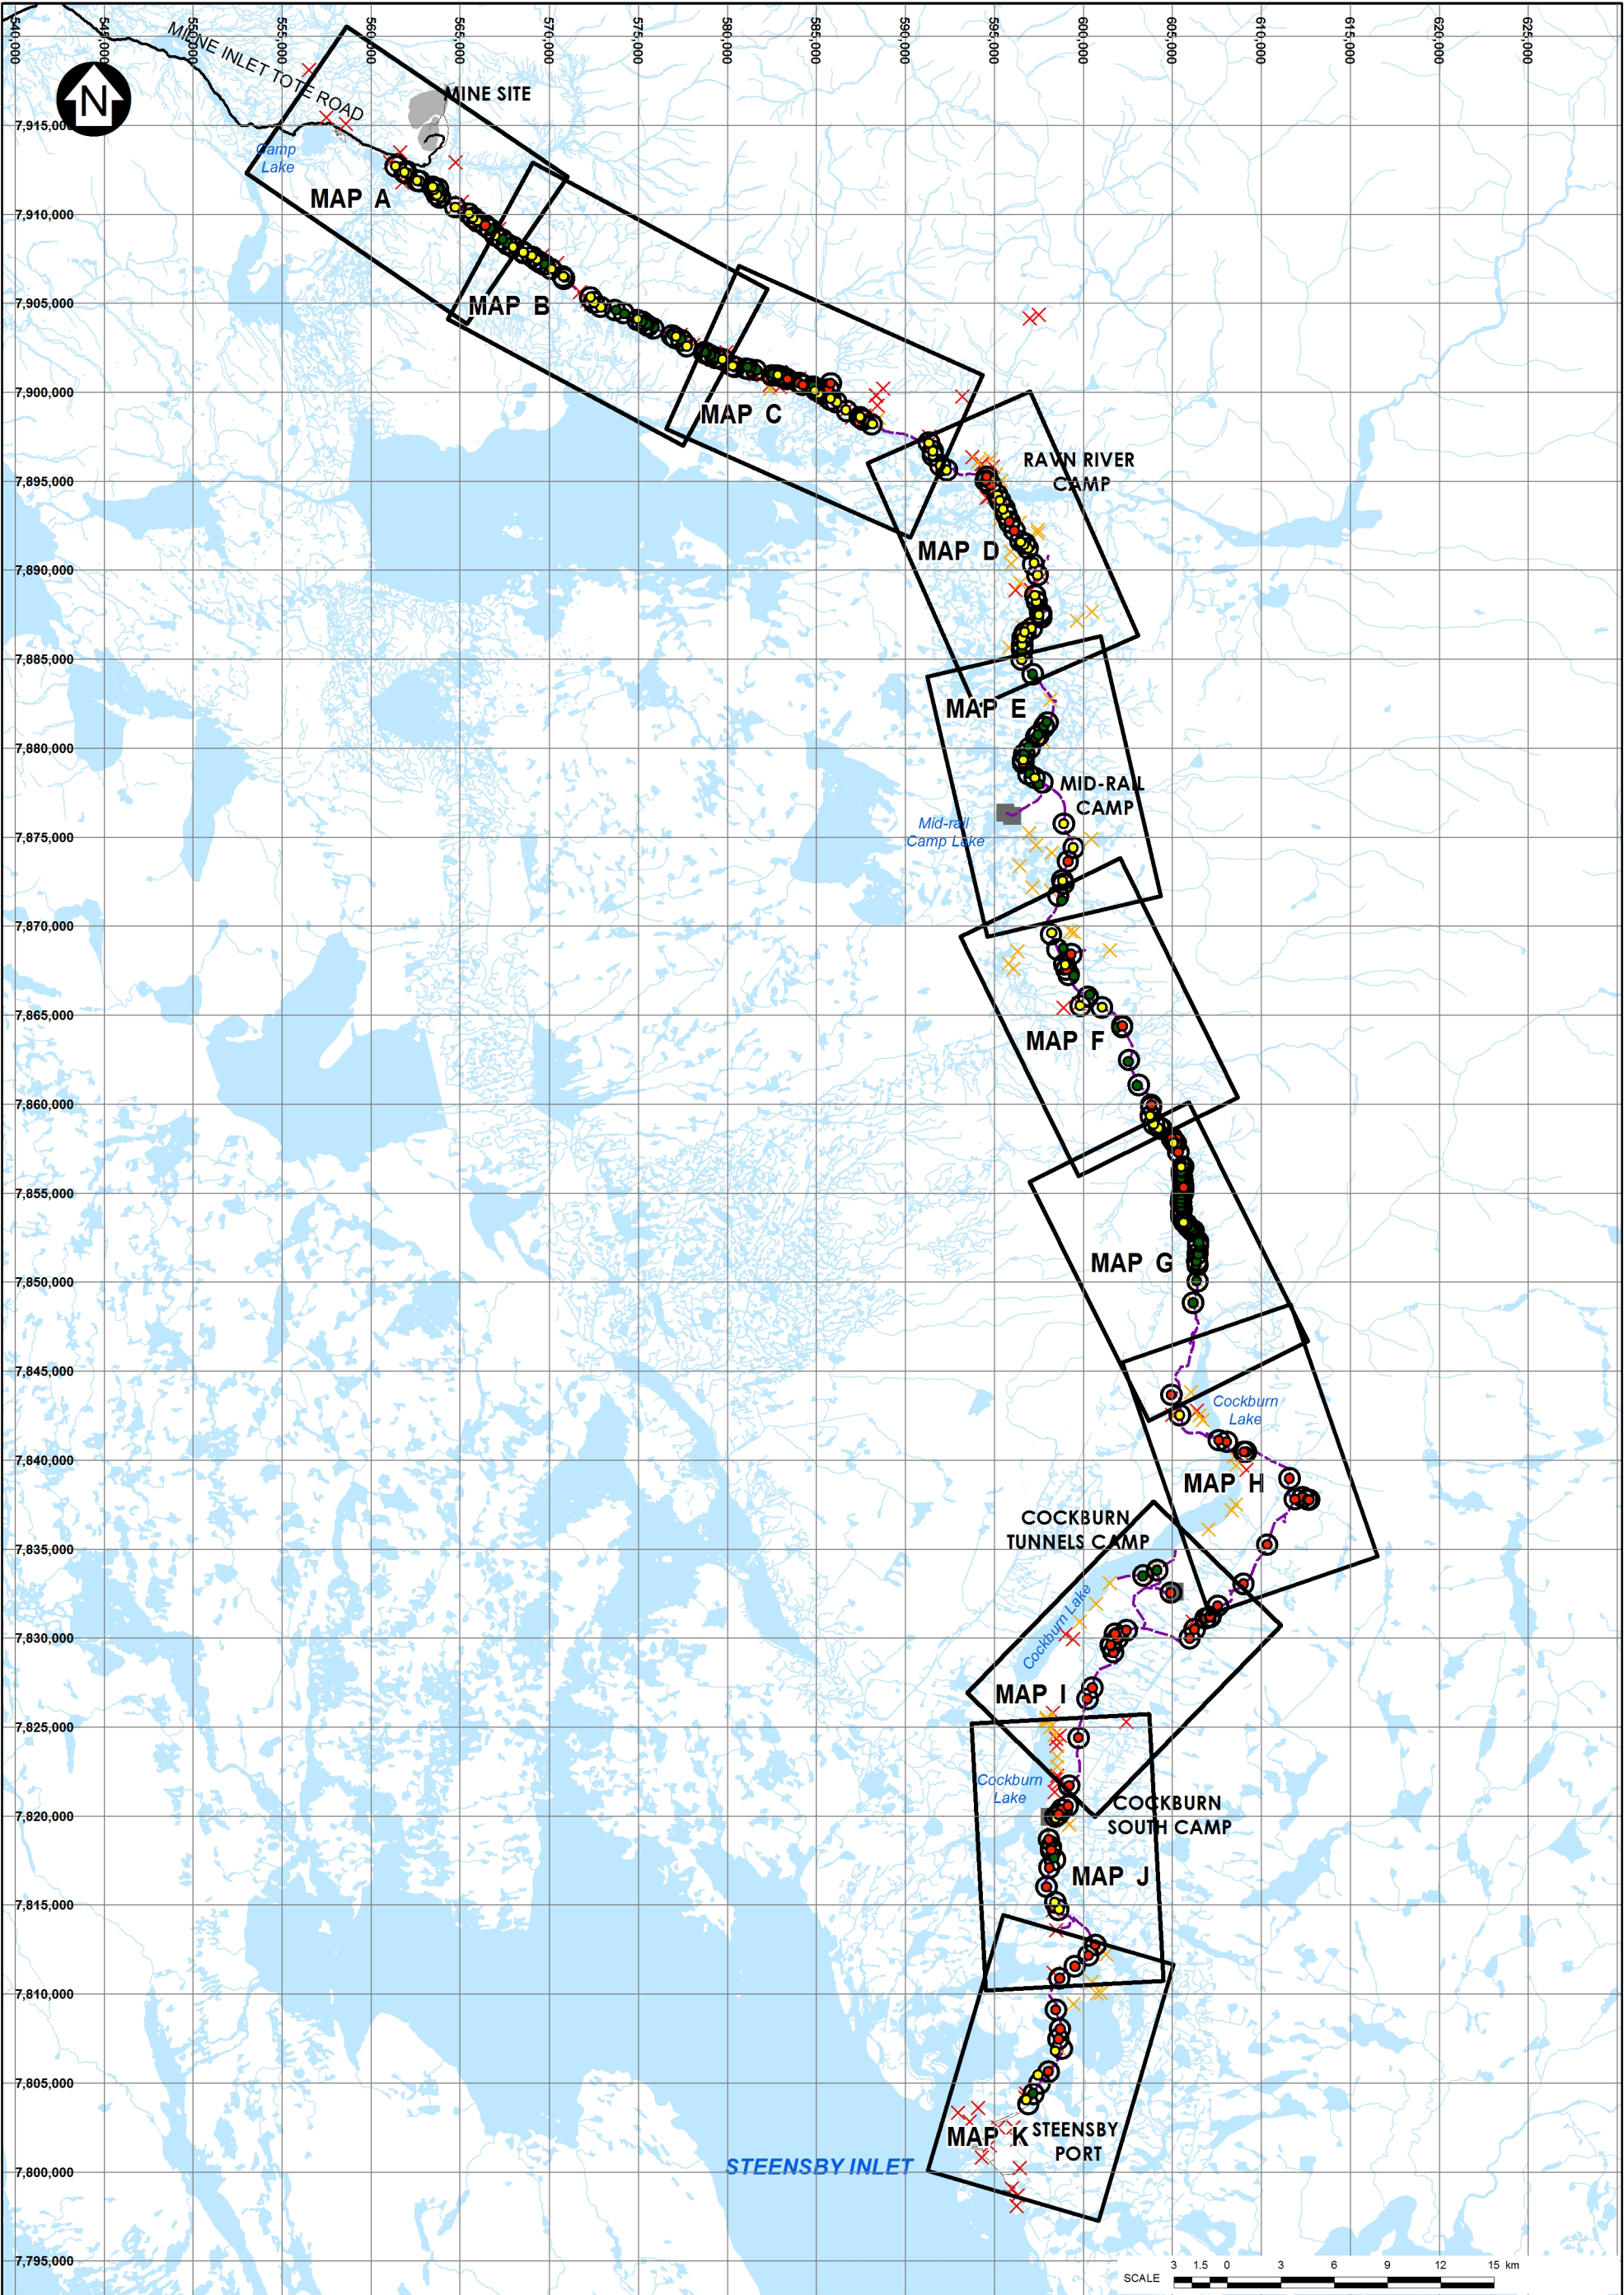 540,000
545,000
550,000
555,000
560,000
565,000
570,000
575,000
580,000
585,000
590,000
595,000
600,000
605,000
610,000
615,000
620,000
625,000
MILNE INLET TOTE ROAD
N
MINE SITE
7,915,000
Camp
Lake
MAP A
7,910,000
7,905,000
MAP B
7,900,000
MAP C
RAVN RIVER
CAMP
7,895,000
MAP D
7,890,000
7,885,000
MAP E
7,880,000
MID-RAIL
CAMP
Mid-rail
Camp Lake
7,875,000
7,870,000
7,865,000
MAP F
7,860,000
7,855,000
MAP G
7,850,000
7,845,000
Cockburn
Lake
7,840,000
MAP H
COCKBURN
TUNNELS CAMP
7,835,000
Cockburn Lake
7,830,000
MAP I
7,825,000
Cockburn
Lake
7,820,000
COCKBURN
SOUTH CAMP
MAP J
7,815,000
7,810,000
7,805,000
MAP K
STEENSBY
PORT
STEENSBY INLET
7,800,000
7,795,000
3 1.5 0 3 6 9 12 15 km
SCALE